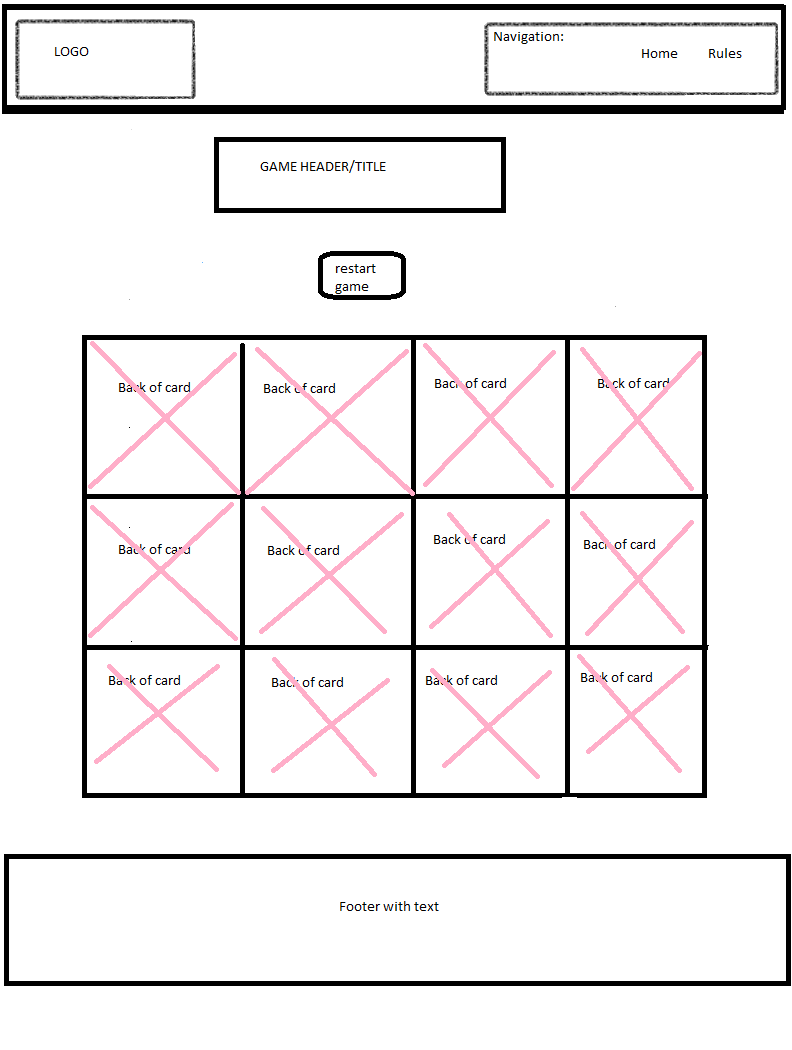 LOGO
Navigation:
Home Rules
GAME HEADER/TITLE
restart
game
Back of card Back of card Back of card Back of card
Back of card Back of card Back of card Back of card
Back of card Back of card Back of card Back of card
Footer with text